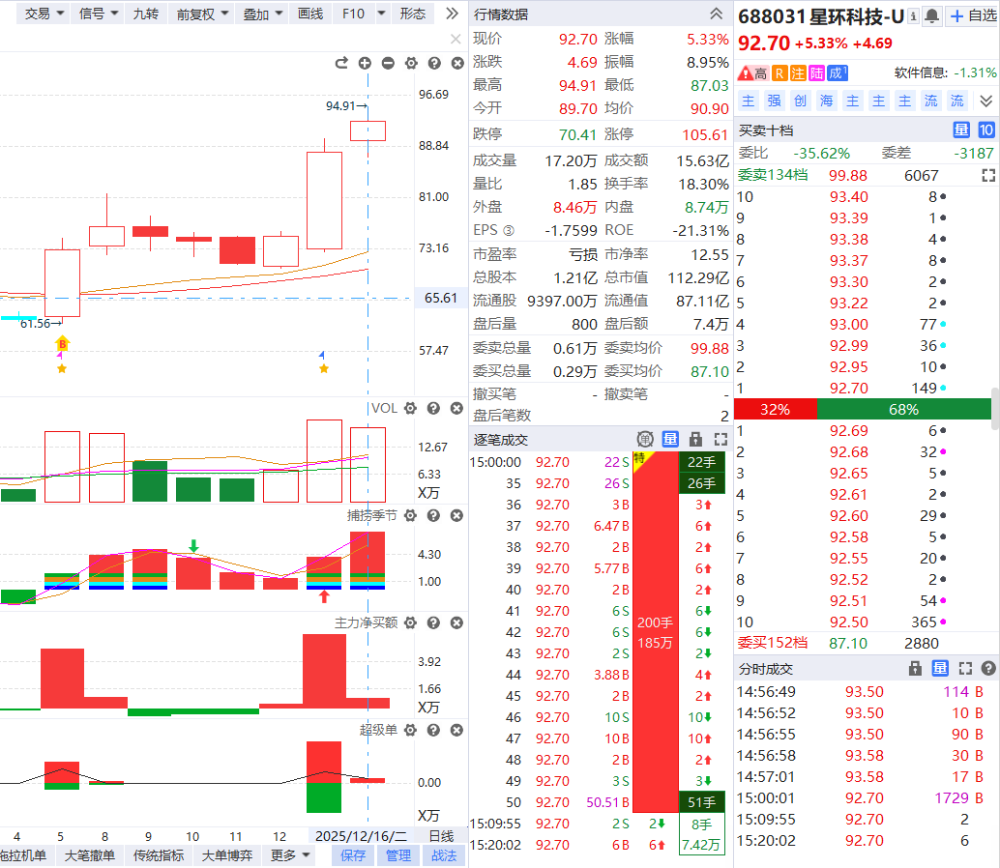 交易 信号 九转 前复权 叠加 画线 F10 形态
94.91→
96.69
88.84
81.00
73.16
65.61
61.56→
57.47
B
VOL
12.67
6.33
X万
捕捞季节
4.30
1.00
主力净买额
3.92
1.66
X万
超级单
0.00
X万
4 5 8 9 10 11 12 2025/12/16/二 日线
拖拉机单 大笔撤单 传统指标 大单博弈 更多 保存 管理 战法
行情数据
现价 92.70 涨幅 5.33%
涨跌 4.69 振幅 8.95%
最高 94.91 最低 87.03
今开 89.70 均价 90.90
跌停 70.41 涨停 105.61
成交量 17.20万 成交额 15.63亿
量比 1.85 换手率 18.30%
外盘 8.46万 内盘 8.74万
EPS ③ -1.7599 ROE -21.31%
市盈率 亏损 市净率 12.55
总股本 1.21亿 总市值 112.29亿
流通股 9397.00万 流通值 87.11亿
盘后量 800 盘后额 7.4万
委卖总量 0.61万 委卖均价 99.88
委买总量 0.29万 委买均价 87.10
撤买笔 - 撤卖笔 -
盘后笔数 2
逐笔成交 单 量
特
15:00:00 92.70 22 S 22手
35 92.70 26 S 26手
36 92.70 3 B 3
37 92.70 6.47 B 6
38 92.70 2 B 2
39 92.70 5.77 B 6
40 92.70 2 B 2
41 92.70 6 S 6
42 92.70 6 S 6
43 92.70 2 S 2
44 92.70 3.88 B 4
45 92.70 2 B 2
46 92.70 10 S 10
47 92.70 10 B 10
48 92.70 2 B 2
49 92.70 3 S 3
50 92.70 50.51 B 51手
200手
185万
15:09:55 92.70 2 S 2 8手
15:20:02 92.70 6 B 6 7.42万
688031 星环科技-U + 自选
92.70 +5.33% +4.69
高 R 注 陆 成1 软件信息: -1.31%
主 强 创 海 主 主 主 流 流
买卖十档 量 10
委比 -35.62% 委差 -3187
委卖134档 99.88 6067
10 93.40 8
9 93.39 1
8 93.38 4
7 93.37 8
6 93.30 2
5 93.22 2
4 93.00 77
3 92.99 36
2 92.95 10
1 92.70 149
32% 68%
1 92.69 6
2 92.68 32
3 92.65 5
4 92.61 2
5 92.60 29
6 92.58 5
7 92.55 20
8 92.52 2
9 92.51 54
10 92.50 365
委买152档 87.10 2880
分时成交 量
14:56:49 93.50 114 B
14:56:52 93.50 10 B
14:56:55 93.50 90 B
14:56:58 93.58 30 B
14:57:01 93.58 17 B
15:00:01 92.70 1729 B
15:09:55 92.70 2
15:20:02 92.70 6